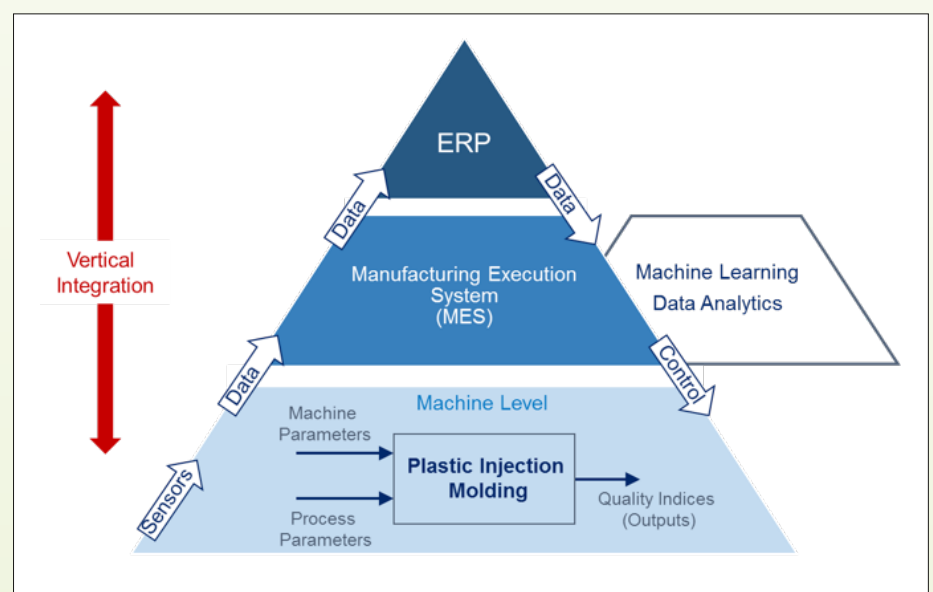 ERP
Data
Data
Vertical
Integration
Manufacturing Execution
System
(MES)
Machine Learning
Data Analytics
Data
Control
Machine Level
Machine
Parameters
Plastic Injection
Molding
Sensors
Process
Parameters
Quality Indices
(Outputs)